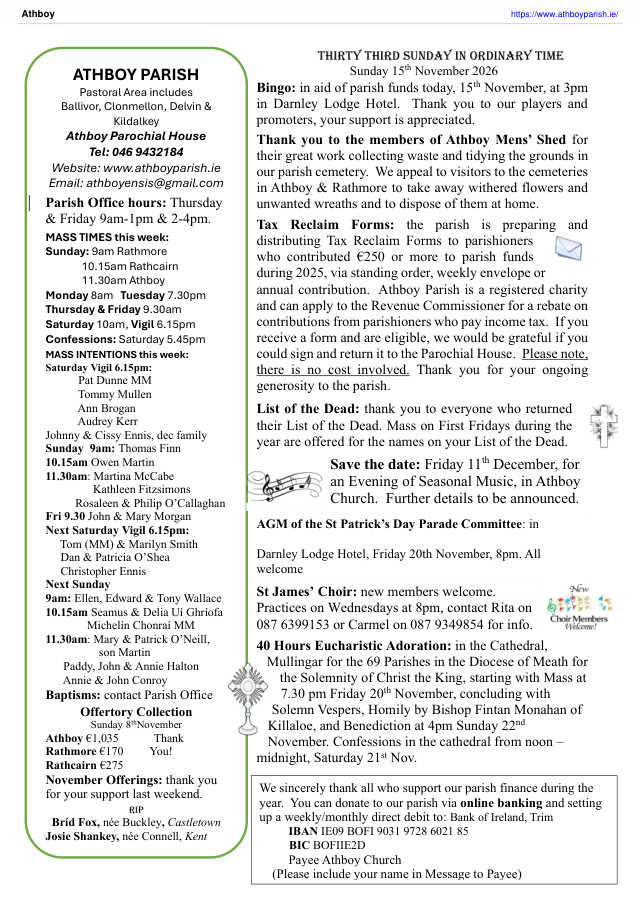 Athboy
https://www.athboyparish.ie/
ATHBOY PARISH
Pastoral Area includes
Ballivor, Clonmellon, Delvin &
Kildalkey
Athboy Parochial House
Tel: 046 9432184
Website: www.athboyparish.ie
Email: athboyensis@gmail.com
Parish Office hours: Thursday
& Friday 9am-1pm & 2-4pm.
MASS TIMES this week:
Sunday: 9am Rathmore
10.15am Rathcairn
11.30am Athboy
Monday 8am Tuesday 7.30pm
Thursday & Friday 9.30am
Saturday 10am, Vigil 6.15pm
Confessions: Saturday 5.45pm
MASS INTENTIONS this week:
Saturday Vigil 6.15pm:
Pat Dunne MM
Tommy Mullen
Ann Brogan
Audrey Kerr
Johnny & Cissy Ennis, dec family
Sunday 9am: Thomas Finn
10.15am Owen Martin
11.30am: Martina McCabe
Kathleen Fitzsimons
Rosaleen & Philip O'Callaghan
Fri 9.30 John & Mary Morgan
Next Saturday Vigil 6.15pm:
Tom (MM) & Marilyn Smith
Dan & Patricia O'Shea
Christopher Ennis
Next Sunday
9am: Ellen, Edward & Tony Wallace
10.15am Seamus & Delia Ui Ghriofa
Michelin Chonrai MM
11.30am: Mary & Patrick O'Neill,
son Martin
Paddy, John & Annie Halton
Annie & John Conroy
Baptisms: contact Parish Office
Offertory Collection
Sunday 8thNovember
Athboy €1,035 Thank
Rathmore €170 You!
Rathcairn €275
November Offerings: thank you
for your support last weekend.
RIP
Bríd Fox, née Buckley, Castletown
Josie Shankey, née Connell, Kent
THIRTY THIRD SUNDAY IN ORDINARY TIME
Sunday 15th November 2026
Bingo: in aid of parish funds today, 15th November, at 3pm
in Darnley Lodge Hotel. Thank you to our players and
promoters, your support is appreciated.
Thank you to the members of Athboy Mens' Shed for
their great work collecting waste and tidying the grounds in
our parish cemetery. We appeal to visitors to the cemeteries
in Athboy & Rathmore to take away withered flowers and
unwanted wreaths and to dispose of them at home.
Tax Reclaim Forms: the parish is preparing and
distributing Tax Reclaim Forms to parishioners
who contributed €250 or more to parish funds
during 2025, via standing order, weekly envelope or
annual contribution. Athboy Parish is a registered charity
and can apply to the Revenue Commissioner for a rebate on
contributions from parishioners who pay income tax. If you
receive a form and are eligible, we would be grateful if you
could sign and return it to the Parochial House. Please note,
there is no cost involved. Thank you for your ongoing
generosity to the parish.
List of the Dead: thank you to everyone who returned
their List of the Dead. Mass on First Fridays during the
year are offered for the names on your List of the Dead.
Save the date: Friday 11th December, for
an Evening of Seasonal Music, in Athboy
Church. Further details to be announced.
AGM of the St Patrick's Day Parade Committee: in
Darnley Lodge Hotel, Friday 20th November, 8pm. All
welcome
St James' Choir: new members welcome.
Practices on Wednesdays at 8pm, contact Rita on
087 6399153 or Carmel on 087 9349854 for info.
New
Choir Members
Welcome!
40 Hours Eucharistic Adoration: in the Cathedral,
Mullingar for the 69 Parishes in the Diocese of Meath for
the Solemnity of Christ the King, starting with Mass at
7.30 pm Friday 20th November, concluding with
Solemn Vespers, Homily by Bishop Fintan Monahan of
Killaloe, and Benediction at 4pm Sunday 22nd
November. Confessions in the cathedral from noon –
midnight, Saturday 21st Nov.
We sincerely thank all who support our parish finance during the
year. You can donate to our parish via online banking and setting
up a weekly/monthly direct debit to: Bank of Ireland, Trim
IBAN IE09 BOFI 9031 9728 6021 85
BIC BOFIIE2D
Payee Athboy Church
(Please include your name in Message to Payee)